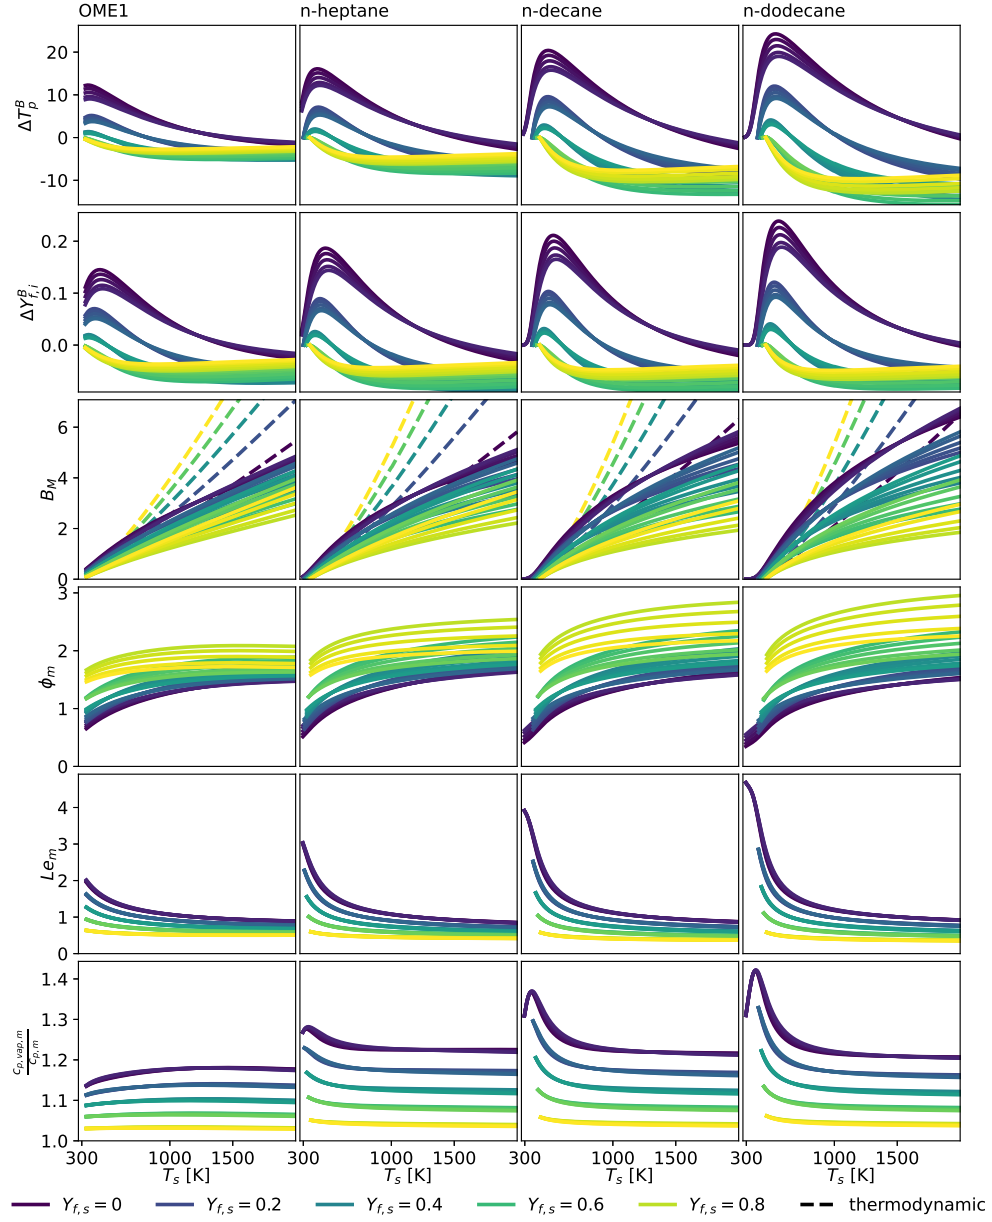 OME1 n-heptane n-decane n-dodecane
20
10
0
-10
ΔT_p^B
0.2
0.1
0.0
ΔY_{f,i}^B
6
4
2
0
B_M
3
2
1
0
ϕ_m
4
3
2
1
0
Le_m
1.4
1.3
1.2
1.1
1.0
c_{p,vap,m}
c_{p,m}
300 1000 1500 300 1000 1500 300 1000 1500 300 1000 1500
T_s [K] T_s [K] T_s [K] T_s [K]
Y_{f,s} = 0 Y_{f,s} = 0.2 Y_{f,s} = 0.4 Y_{f,s} = 0.6 Y_{f,s} = 0.8 thermodynamic